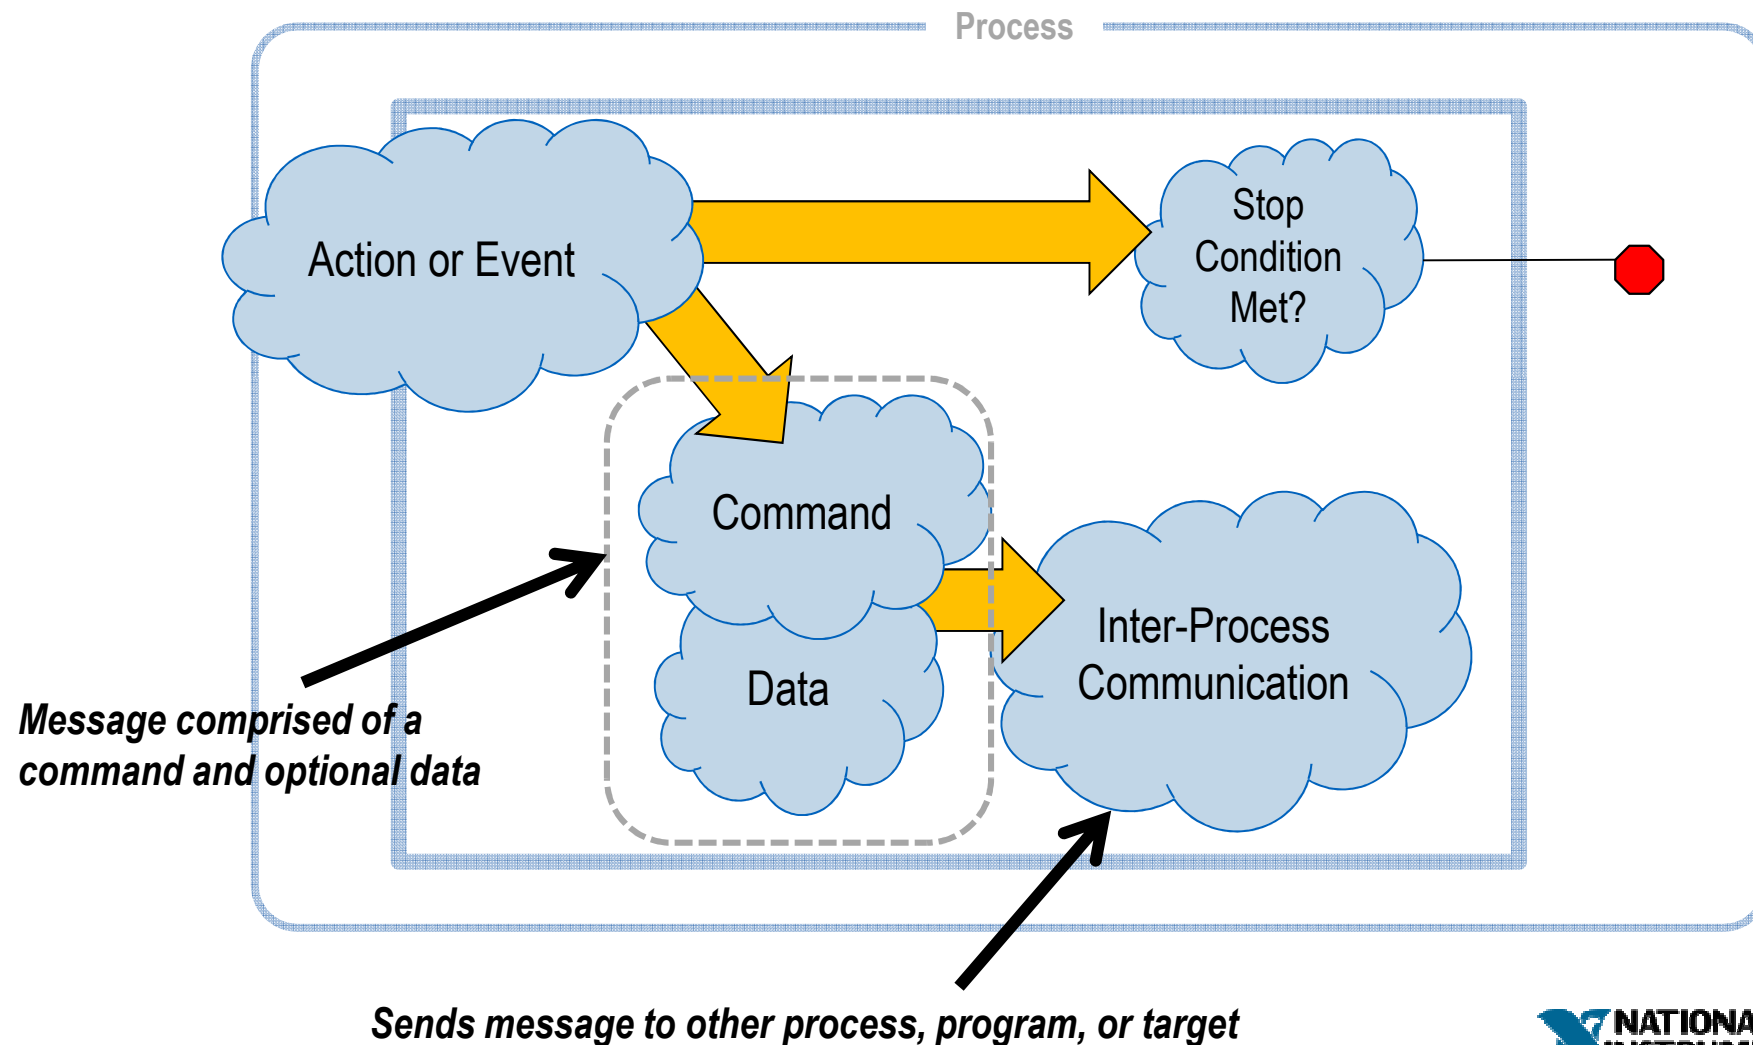 Process
Action or Event
Stop
Condition
Met?
Command
Data
Inter-Process
Communication
Message comprised of a
command and optional data
Sends message to other process, program, or target